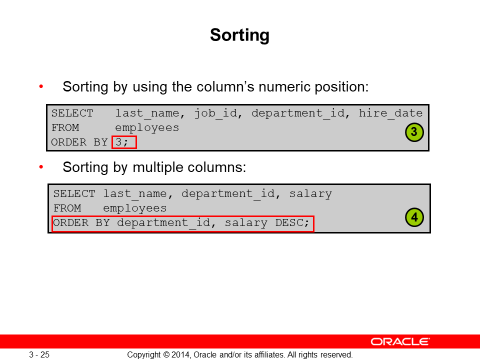 Sorting
• Sorting by using the column's numeric position:
SELECT last_name, job_id, department_id, hire_date
FROM employees
ORDER BY 3;
3
• Sorting by multiple columns:
SELECT last_name, department_id, salary
FROM employees
ORDER BY department_id, salary DESC;
4
ORACLE
3 - 25 Copyright © 2014, Oracle and/or its affiliates. All rights reserved.